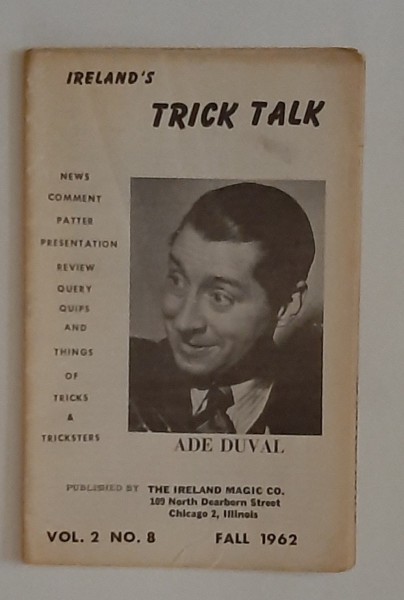 IRELAND'S
TRICK TALK
NEWS
COMMENT
PATTER
PRESENTATION
REVIEW
QUERY
QUIPS
AND
THINGS
OF
TRICKS
&
TRICKSTERS
ADE DUVAL
PUBLISHED BY THE IRELAND MAGIC CO.
109 North Dearborn Street
Chicago 2, Illinois
VOL. 2 NO. 8 FALL 1962